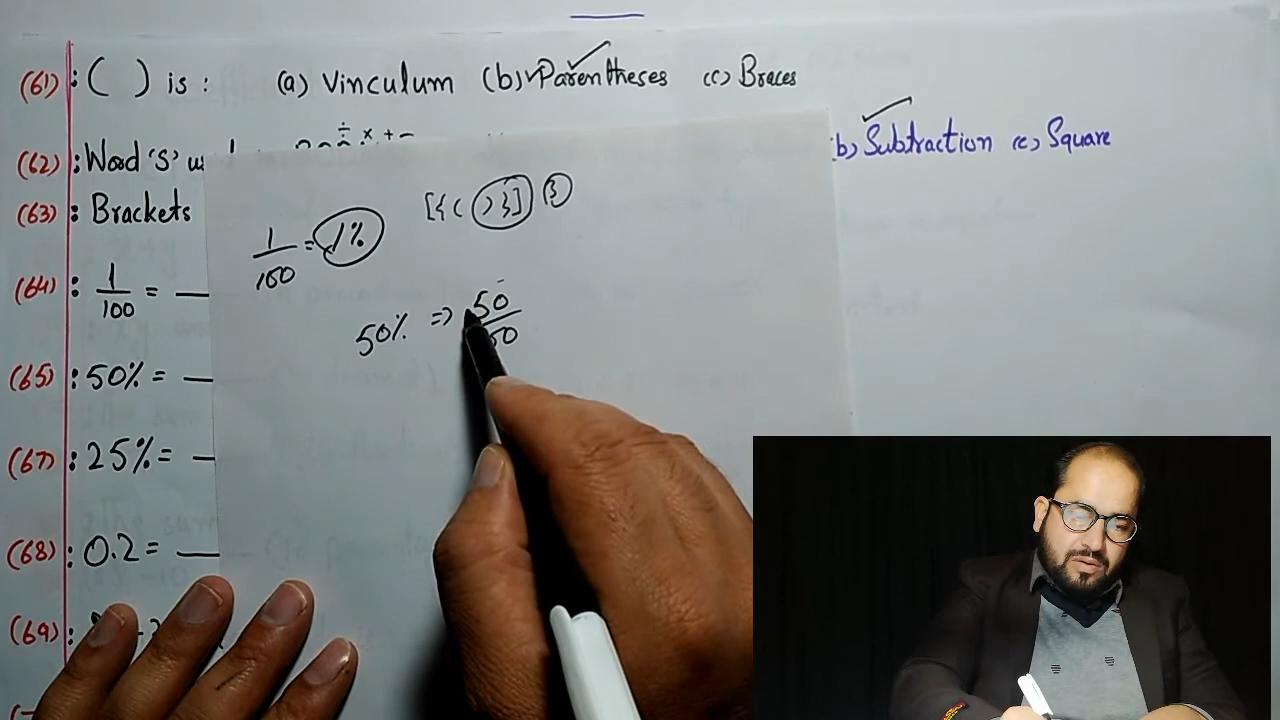 (61) : ( ) is : (a) Vinculum (b) Parentheses (c) Braces
÷ × + −
(62) : Word 'S' (b) Subtraction (c) Square
(63) : Brackets
[{( )}] }
1/100 = 1%
(64) : 1/100 = —
50% => 50/
(65) : 50% = —
(67) : 25% = —
(68) : 0.2 = —
(69) :